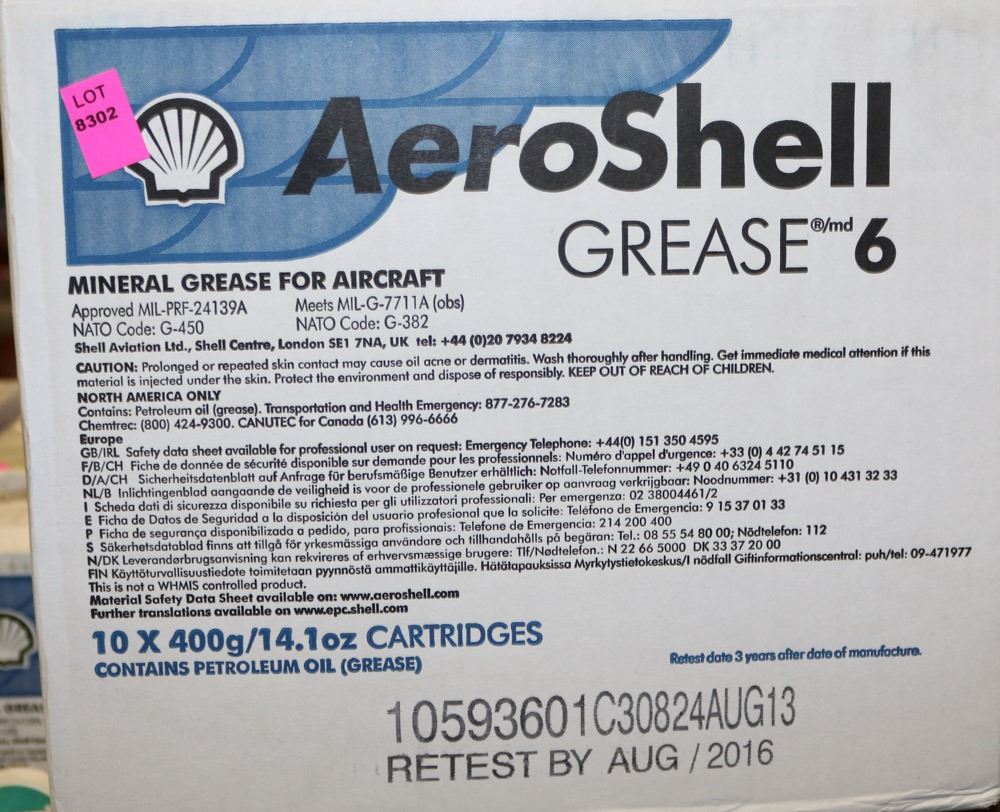 LOT
8302
AeroShell
GREASE®/md 6
MINERAL GREASE FOR AIRCRAFT
Approved MIL-PRF-24139A Meets MIL-G-7711A (obs)
NATO Code: G-450 NATO Code: G-382
Shell Aviation Ltd., Shell Centre, London SE1 7NA, UK tel: +44 (0)20 7934 8224
CAUTION: Prolonged or repeated skin contact may cause oil acne or dermatitis. Wash thoroughly after handling. Get immediate medical attention if this
material is injected under the skin. Protect the environment and dispose of responsibly. KEEP OUT OF REACH OF CHILDREN.
NORTH AMERICA ONLY
Contains: Petroleum oil (grease). Transportation and Health Emergency: 877-276-7283
Chemtrec: (800) 424-9300. CANUTEC for Canada (613) 996-6666
Europe
GB/IRL Safety data sheet available for professional user on request: Emergency Telephone: +44(0) 151 350 4595
F/B/CH Fiche de donnée de sécurité disponible sur demande pour les professionnels: Numéro d'appel d'urgence: +33 (0) 4 42 74 51 15
D/A/CH Sicherheitsdatenblatt auf Anfrage für berufsmäßige Benutzer erhältlich: Notfall-Telefonnummer: +49 0 40 6324 5110
NL/B Inlichtingenblad aangaande de veiligheid is voor de professionele gebruiker op aanvraag verkrijgbaar: Noodnummer: +31 (0) 10 431 32 33
I Scheda dati di sicurezza disponibile su richiesta per gli utilizzatori professionali: Per emergenza: 02 38004461/2
E Ficha de Datos de Seguridad a la disposición del usuario profesional que la solicite: Teléfono de Emergencia: 9 15 37 01 33
P Ficha de segurança disponibilizada a pedido, para profissionais: Telefone de Emergencia: 214 200 400
S Säkerhetsdatablad finns att tillgå för yrkesmässiga användare och tillhandahålls på begäran: Tel.: 08 55 54 80 00; Nödtelefon: 112
N/DK Leverandørbrugsanvisning kan rekvireres af erhvervsmæssige brugere: Tlf/Nødtelefon.: N 22 66 5000 DK 33 37 20 00
FIN Käyttöturvallisuustiedote toimitetaan pyynnöstä ammattikäyttäjille. Hätätapauksissa Myrkytystietokeskus/I nödfall Giftinformationscentral: puh/tel: 09-471977
This is not a WHMIS controlled product.
Material Safety Data Sheet available on: www.aeroshell.com
Further translations available on www.epc.shell.com
10 X 400g/14.1oz CARTRIDGES
CONTAINS PETROLEUM OIL (GREASE)
Retest date 3 years after date of manufacture.
10593601C30824AUG13
RETEST BY AUG / 2016